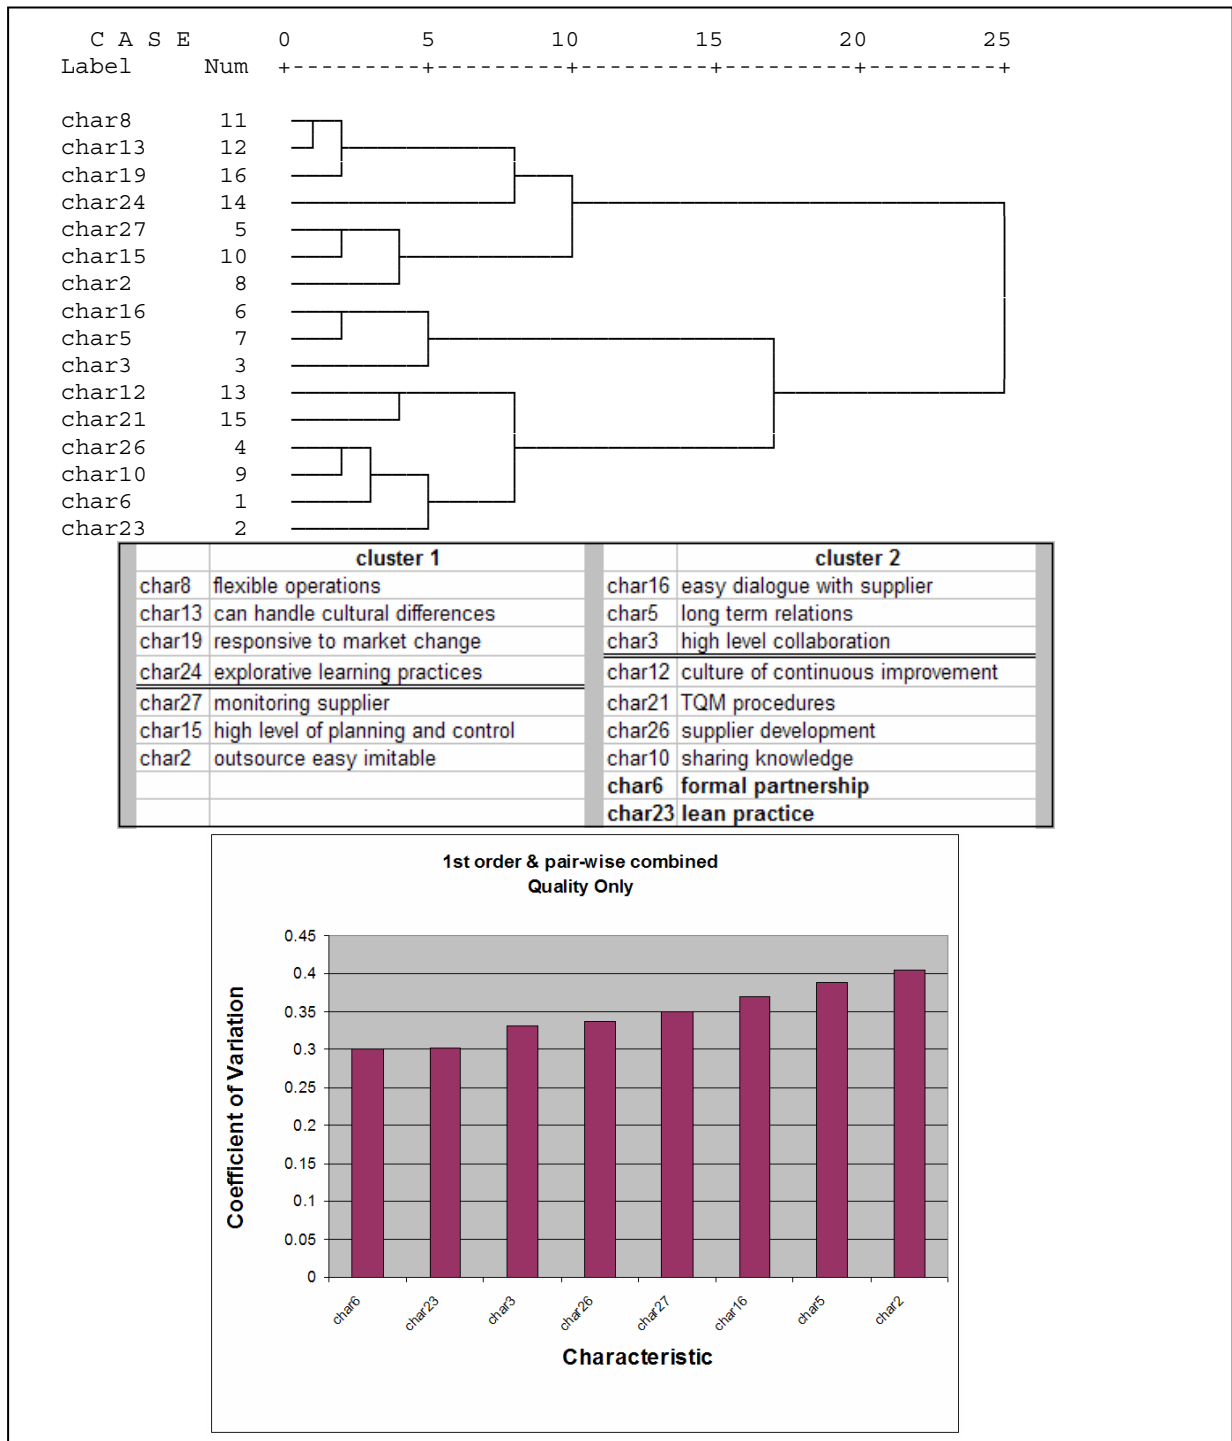 C A S E 0 5 10 15 20 25
Label Num +---------+---------+---------+---------+---------+
char8 11
char13 12
char19 16
char24 14
char27 5
char15 10
char2 8
char16 6
char5 7
char3 3
char12 13
char21 15
char26 4
char10 9
char6 1
char23 2
cluster 1 cluster 2
char8 flexible operations char16 easy dialogue with supplier
char13 can handle cultural differences char5 long term relations
char19 responsive to market change char3 high level collaboration
char24 explorative learning practices char12 culture of continuous improvement
char27 monitoring supplier char21 TQM procedures
char15 high level of planning and control char26 supplier development
char2 outsource easy imitable char10 sharing knowledge
char6 formal partnership
char23 lean practice
1st order & pair-wise combined
Quality Only
0.45
0.4
0.35
0.3
0.25
0.2
0.15
0.1
0.05
0
Coefficient of Variation
char6 char23 char3 char26 char27 char16 char5 char2
Characteristic